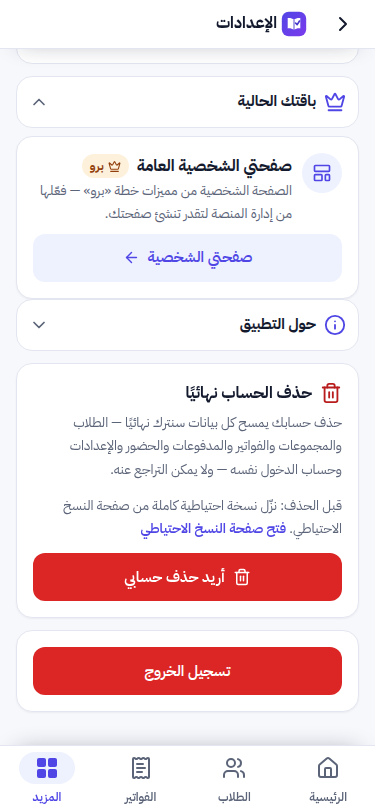 الإعدادات
باقتك الحالية
صفحتي الشخصية العامة برو
الصفحة الشخصية من مميزات خطة «برو» — فعّلها
من إدارة المنصة لتقدر تنشئ صفحتك.
صفحتي الشخصية ←
حول التطبيق
حذف الحساب نهائيًا
حذف حسابك يمسح كل بيانات سنترك نهائيًا — الطلاب
والمجموعات والفواتير والمدفوعات والحضور والإعدادات
وحساب الدخول نفسه — ولا يمكن التراجع عنه.
قبل الحذف: نزّل نسخة احتياطية كاملة من صفحة النسخ
الاحتياطي. فتح صفحة النسخ الاحتياطي
أريد حذف حسابي
تسجيل الخروج
الرئيسية
الطلاب
الفواتير
المزيد